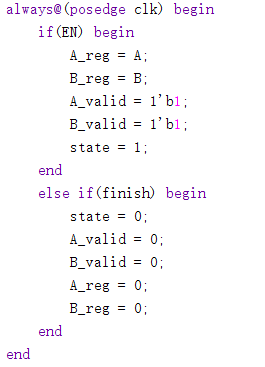 always@(posedge clk) begin
    if(EN) begin
        A_reg = A;
        B_reg = B;
        A_valid = 1'b1;
        B_valid = 1'b1;
        state = 1;
    end
    else if(finish) begin
        state = 0;
        A_valid = 0;
        B_valid = 0;
        A_reg = 0;
        B_reg = 0;
    end
end